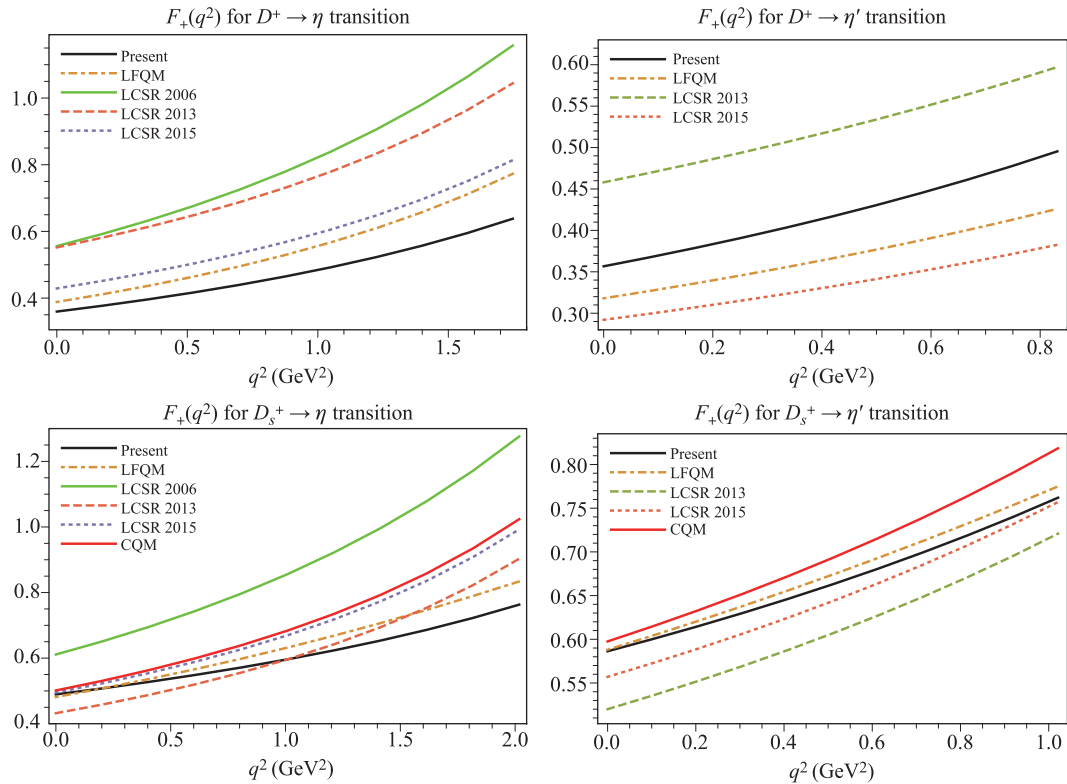 F₊(q²) for D⁺ → η transition
Present
LFQM
LCSR 2006
LCSR 2013
LCSR 2015
1.0
0.8
0.6
0.4
0.0 0.5 1.0 1.5
q² (GeV²)
F₊(q²) for D⁺ → η′ transition
Present
LFQM
LCSR 2013
LCSR 2015
0.60
0.55
0.50
0.45
0.40
0.35
0.30
0.0 0.2 0.4 0.6 0.8
q² (GeV²)
F₊(q²) for Dₛ⁺ → η transition
Present
LFQM
LCSR 2006
LCSR 2013
LCSR 2015
CQM
1.2
1.0
0.8
0.6
0.4
0.0 0.5 1.0 1.5 2.0
q² (GeV²)
F₊(q²) for Dₛ⁺ → η′ transition
Present
LFQM
LCSR 2013
LCSR 2015
CQM
0.80
0.75
0.70
0.65
0.60
0.55
0.0 0.2 0.4 0.6 0.8 1.0
q² (GeV²)